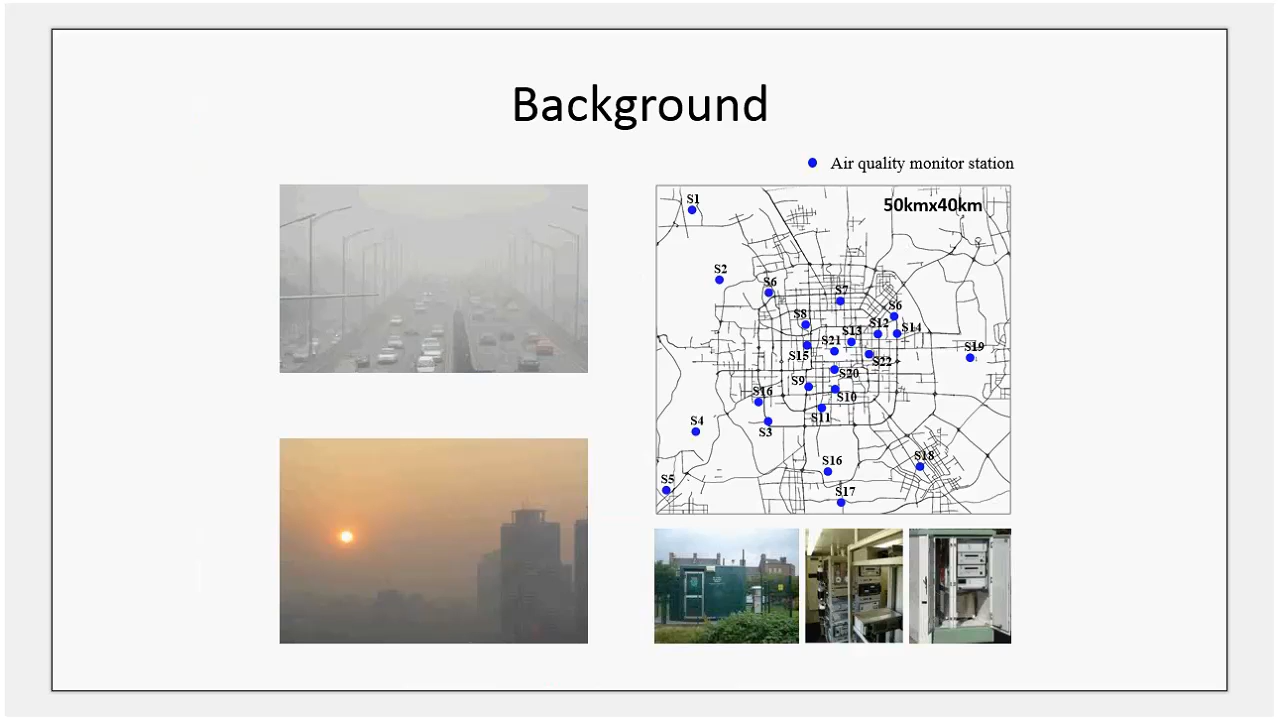 Background
Air quality monitor station
50kmx40km
S1
S2
S6
S7
S6
S8
S12
S14
S13
S21
S15
S22
S19
S20
S9
S16
S10
S11
S4
S3
S16
S18
S5
S17